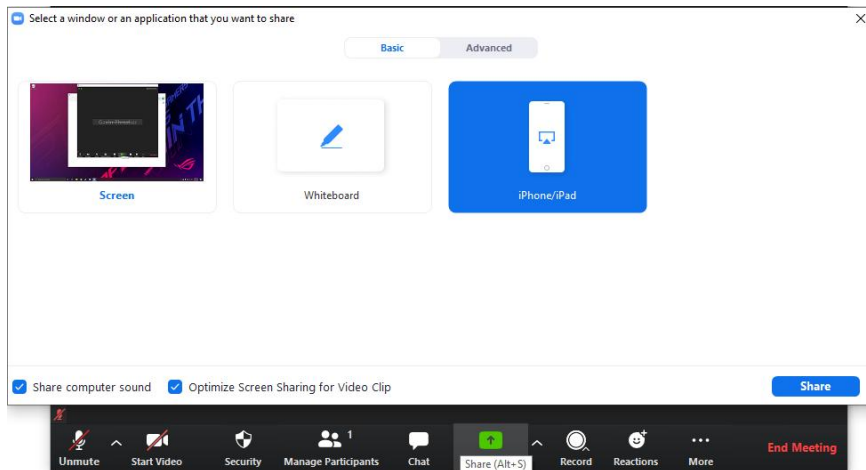 Select a window or an application that you want to share
Basic
Advanced
Screen
Whiteboard
iPhone/iPad
Share computer sound
Optimize Screen Sharing for Video Clip
Share
1
Unmute
Start Video
Security
Manage Participants
Chat
Share (Alt+S)
Record
Reactions
More
End Meeting